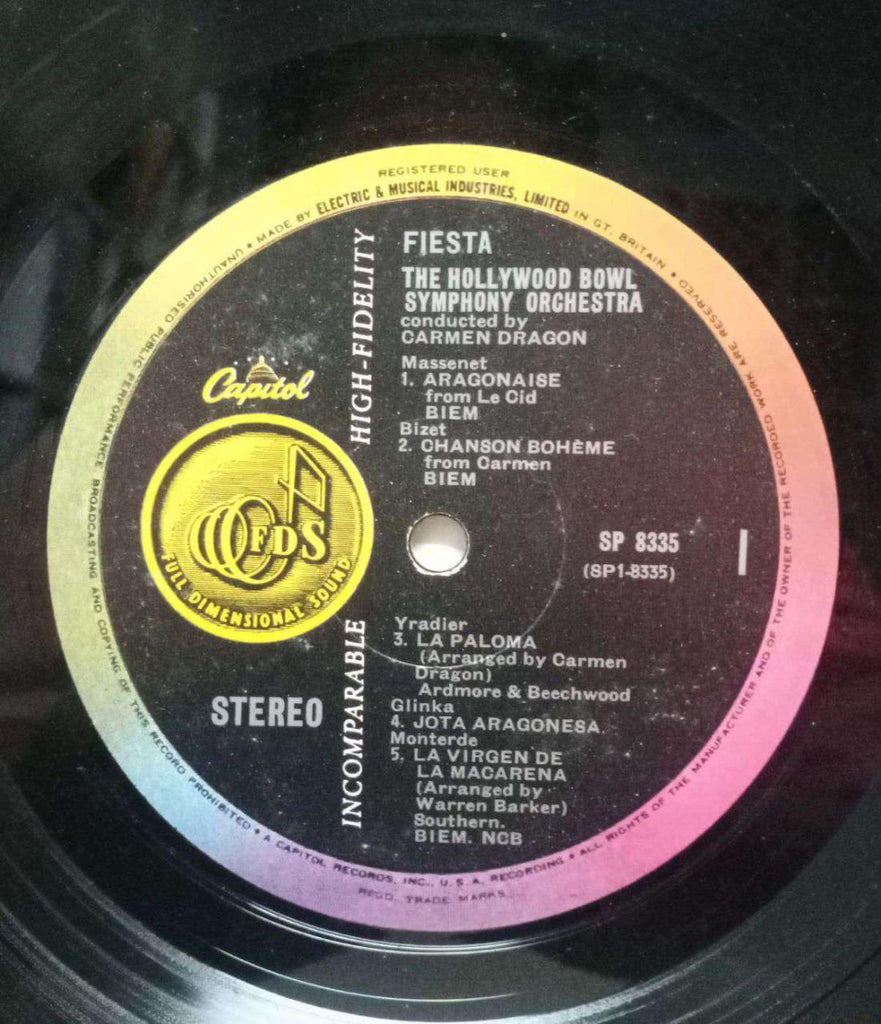 REGISTERED USER
MADE BY ELECTRIC & MUSICAL INDUSTRIES, LIMITED IN GT. BRITAIN • ALL RIGHTS OF THE MANUFACTURER AND OF THE OWNER OF THE RECORDED WORK ARE RESERVED •
UNAUTHORISED PUBLIC PERFORMANCE BROADCASTING AND COPYING OF THIS RECORD PROHIBITED • A CAPITOL RECORDS, INC., U.S.A. RECORDING •
REGD. TRADE MARKS
FIESTA
THE HOLLYWOOD BOWL
SYMPHONY ORCHESTRA
conducted by
CARMEN DRAGON
Massenet
1. ARAGONAISE
from Le Cid
BIEM
Bizet
2. CHANSON BOHÈME
from Carmen
BIEM
Capitol
INCOMPARABLE HIGH-FIDELITY
FDS
FULL DIMENSIONAL SOUND
STEREO
SP 8335
(SP1-8335)
1
Yradier
3. LA PALOMA
(Arranged by Carmen
Dragon)
Ardmore & Beechwood
Glinka
4. JOTA ARAGONESA
Monterde
5. LA VIRGEN DE
LA MACARENA
(Arranged by
Warren Barker)
Southern.
BIEM. NCB